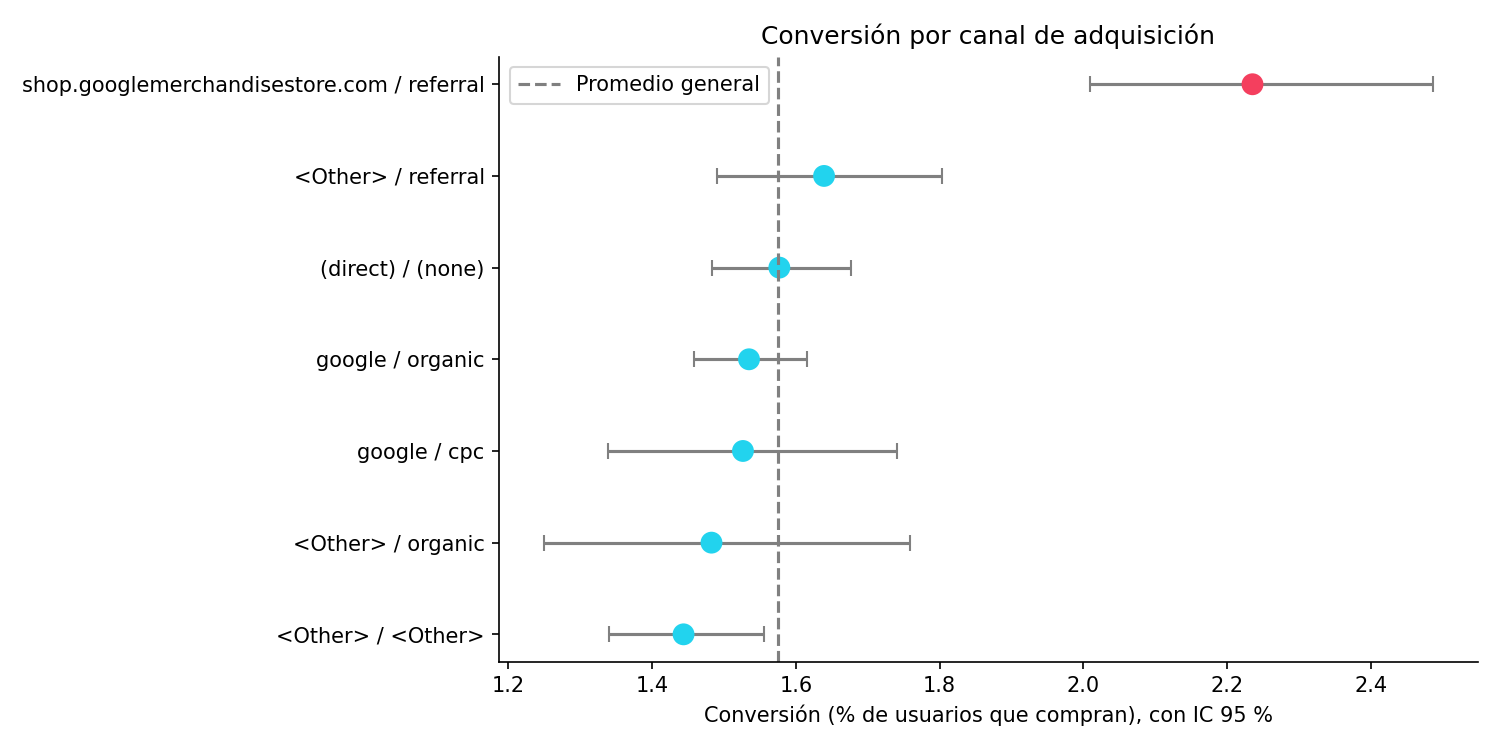 Conversión por canal de adquisición
Promedio general
shop.googlemerchandisestore.com / referral
<Other> / referral
(direct) / (none)
google / organic
google / cpc
<Other> / organic
<Other> / <Other>
1.2 1.4 1.6 1.8 2.0 2.2 2.4
Conversión (% de usuarios que compran), con IC 95 %